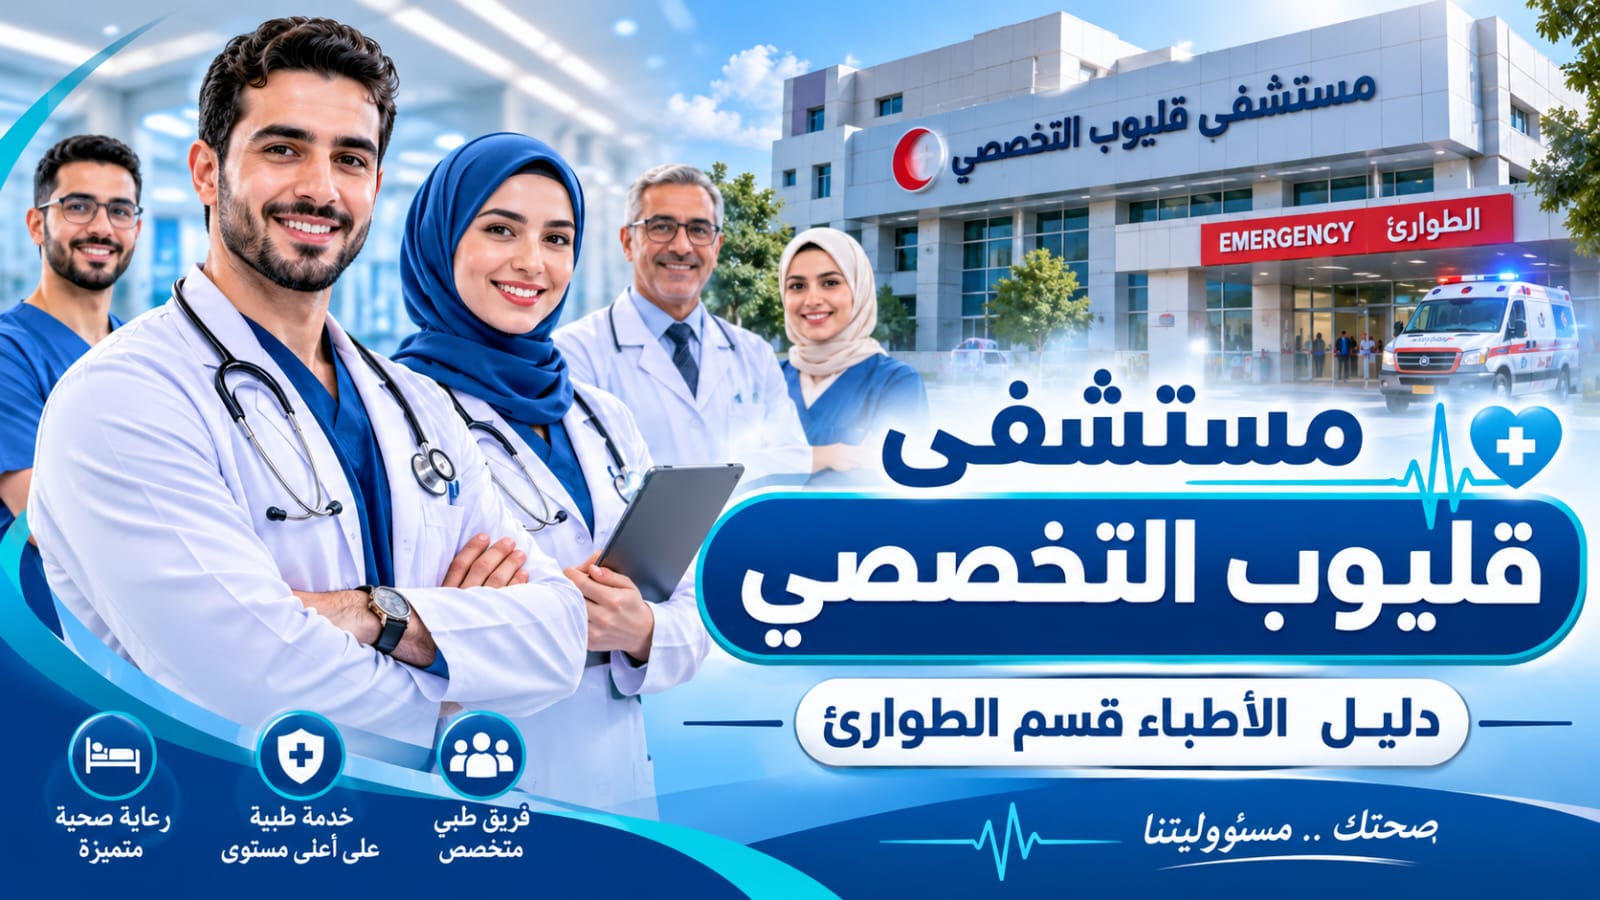 مستشفى قليوب التخصصي
EMERGENCY الطوارئ
مستشفى
قليوب التخصصي
دليل الأطباء قسم الطوارئ
صحتك .. مسئووليتنا
فريق طبي
متخصص
خدمة طبية
على أعلى مستوى
رعاية صحية
متميزة